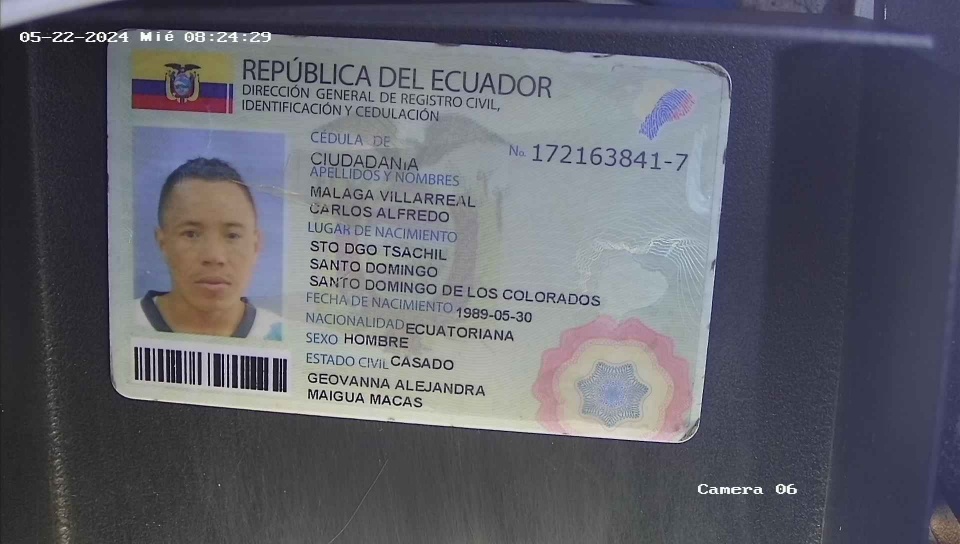 05-22-2024 Mié 08:24:29
REPÚBLICA DEL ECUADOR
DIRECCIÓN GENERAL DE REGISTRO CIVIL,
IDENTIFICACIÓN Y CEDULACIÓN
CÉDULA DE
CIUDADANIA
No. 172163841-7
APELLIDOS Y NOMBRES
MALAGA VILLARREAL
CARLOS ALFREDO
LUGAR DE NACIMIENTO
STO DGO TSACHIL
SANTO DOMINGO
SANTO DOMINGO DE LOS COLORADOS
FECHA DE NACIMIENTO 1989-05-30
NACIONALIDAD ECUATORIANA
SEXO HOMBRE
ESTADO CIVIL CASADO
GEOVANNA ALEJANDRA
MAIGUA MACAS
Camera 06